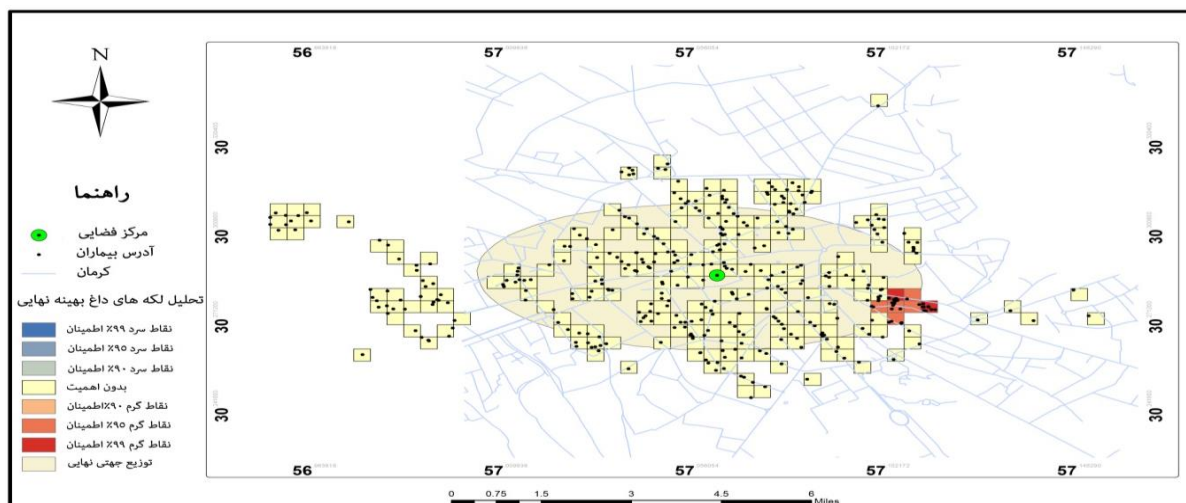 N
راهنما
مرکز فضایی
آدرس بیماران
کرمان
تحلیل لکه های داغ بهینه نهایی
نقاط سرد ۹۹٪ اطمینان
نقاط سرد ۹۵٪ اطمینان
نقاط سرد ۹۰٪ اطمینان
بدون اهمیت
نقاط گرم ۹۰٪اطمینان
نقاط گرم ۹۵٪ اطمینان
نقاط گرم ۹۹٪ اطمینان
توزیع جهتی نهایی
56 57 57 57 57
30 30
30 30
30 30
30 30
56 57 57 57 57
0 0.75 1.5 3 4.5 6
Miles